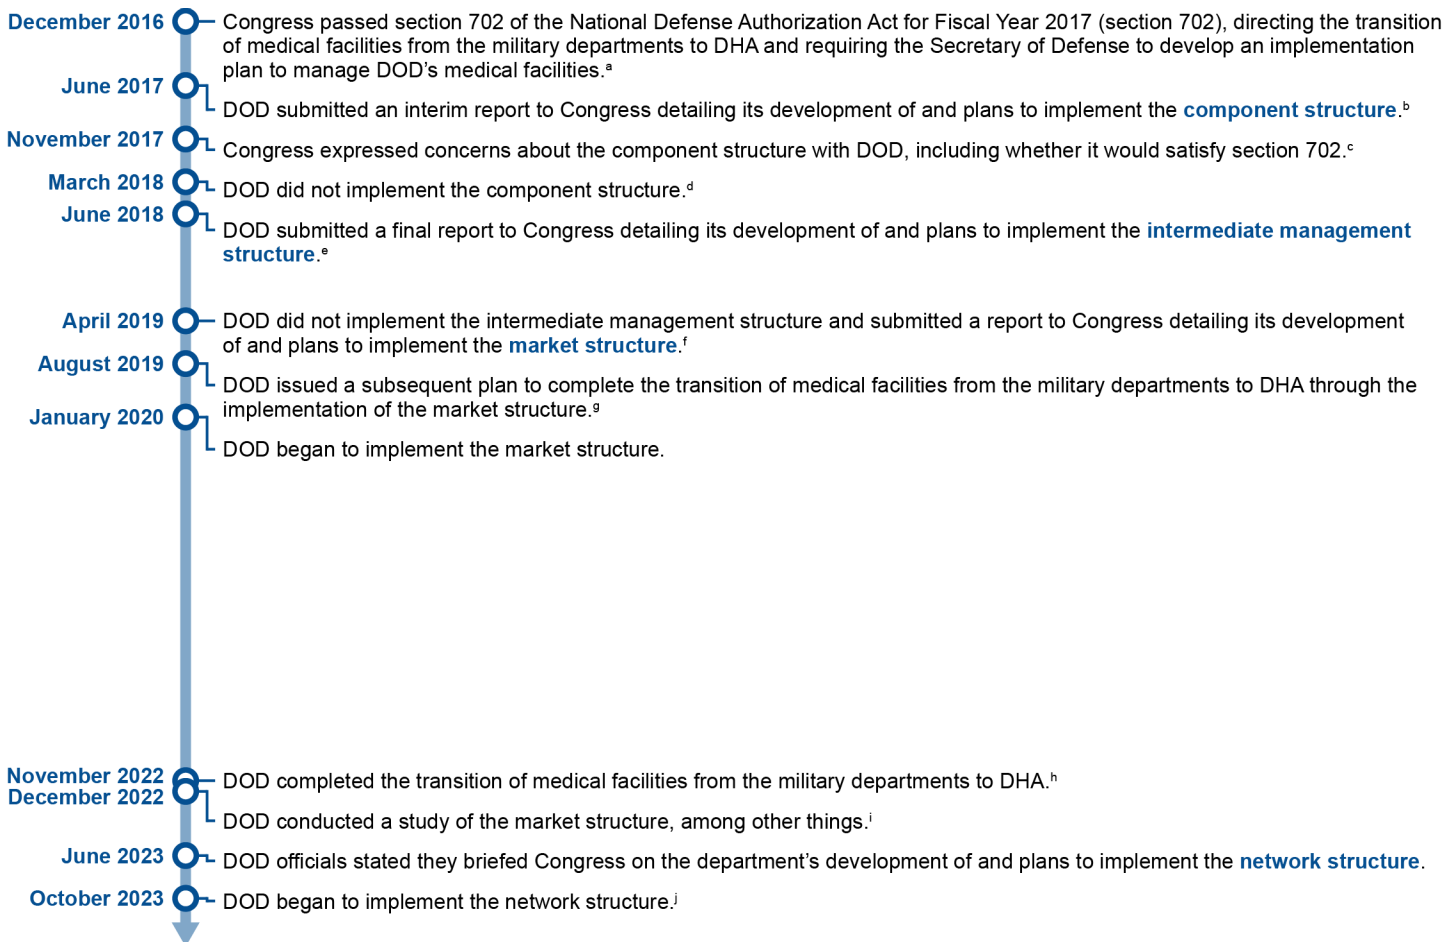 December 2016 Congress passed section 702 of the National Defense Authorization Act for Fiscal Year 2017 (section 702), directing the transition
of medical facilities from the military departments to DHA and requiring the Secretary of Defense to develop an implementation
plan to manage DOD’s medical facilities.ᵃ
June 2017
DOD submitted an interim report to Congress detailing its development of and plans to implement the component structure.ᵇ
November 2017
Congress expressed concerns about the component structure with DOD, including whether it would satisfy section 702.ᶜ
March 2018
DOD did not implement the component structure.ᵈ
June 2018
DOD submitted a final report to Congress detailing its development of and plans to implement the intermediate management
structure.ᵉ
April 2019 DOD did not implement the intermediate management structure and submitted a report to Congress detailing its development
of and plans to implement the market structure.ᶠ
August 2019
DOD issued a subsequent plan to complete the transition of medical facilities from the military departments to DHA through the
implementation of the market structure.ᵍ
January 2020
DOD began to implement the market structure.
November 2022 DOD completed the transition of medical facilities from the military departments to DHA.ʰ
December 2022
DOD conducted a study of the market structure, among other things.ⁱ
June 2023 DOD officials stated they briefed Congress on the department’s development of and plans to implement the network structure.
October 2023 DOD began to implement the network structure.ʲ